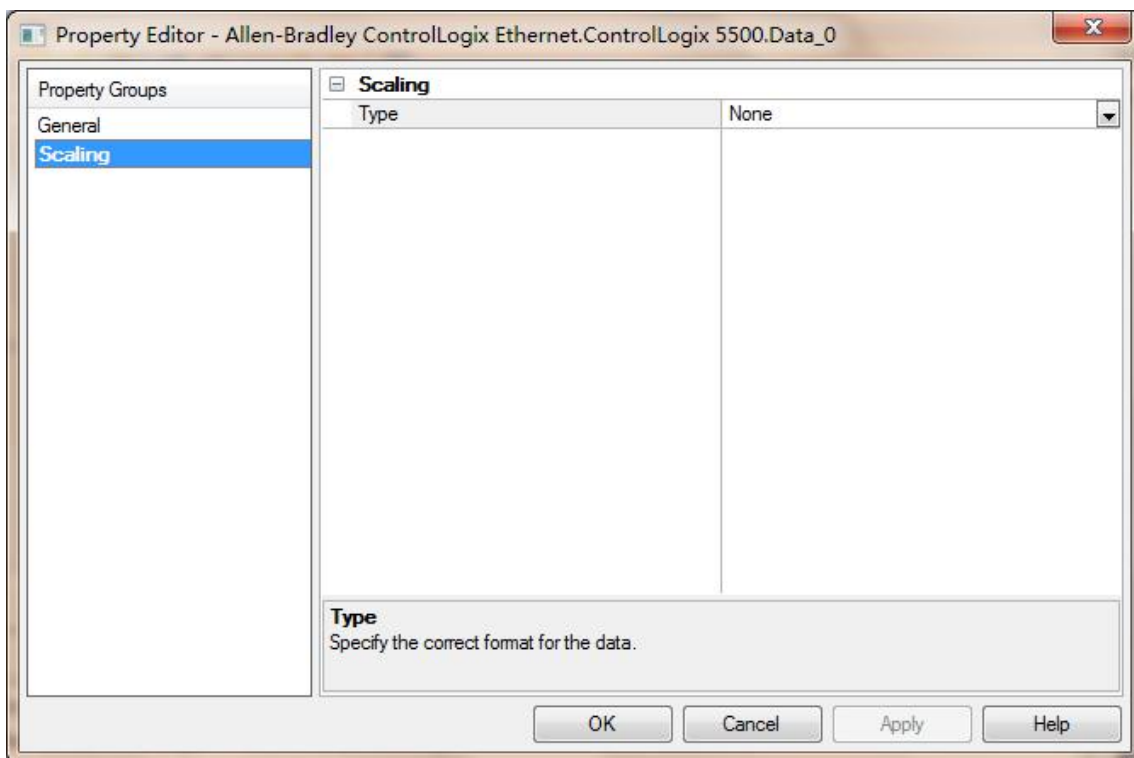 Property Editor - Allen-Bradley ControlLogix Ethernet.ControlLogix 5500.Data_0
Property Groups
General
Scaling
Scaling
Type None
Type
Specify the correct format for the data.
OK Cancel Apply Help